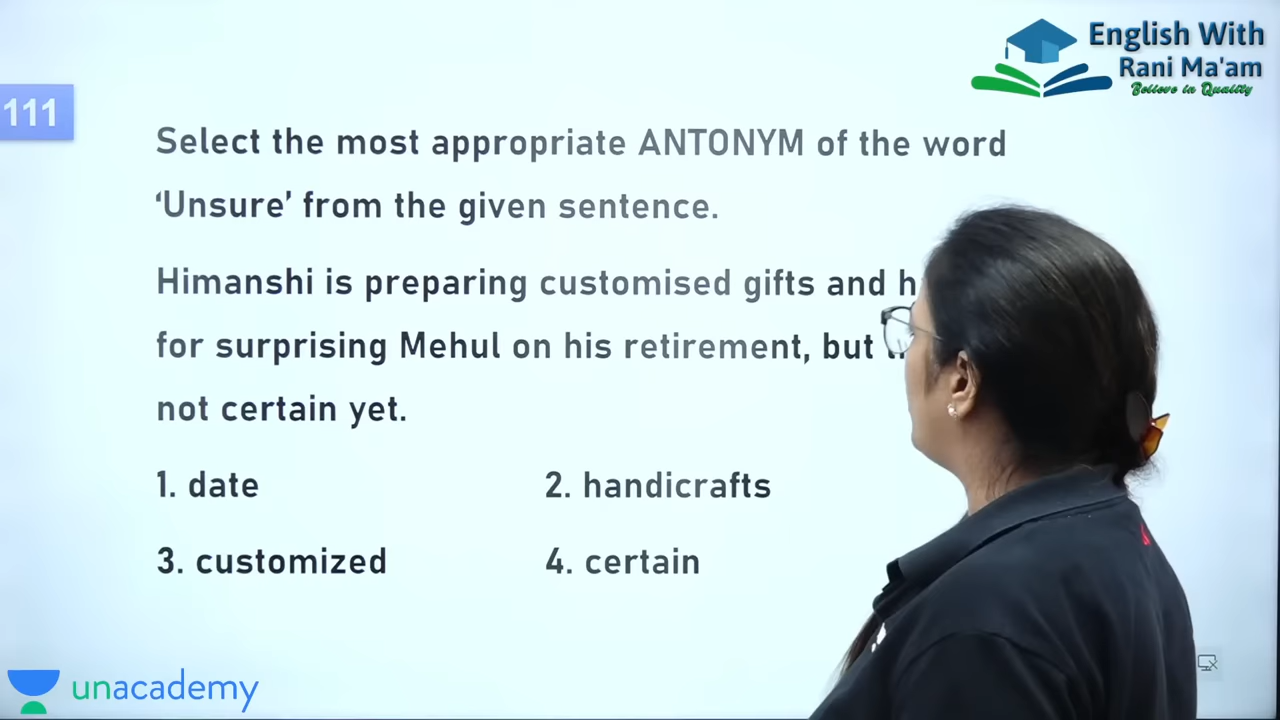 English With
Rani Ma'am
Believe in Quality
111
Select the most appropriate ANTONYM of the word
‘Unsure’ from the given sentence.
Himanshi is preparing customised gifts and
for surprising Mehul on his retirement, but
not certain yet.
1. date
2. handicrafts
3. customized
4. certain
unacademy